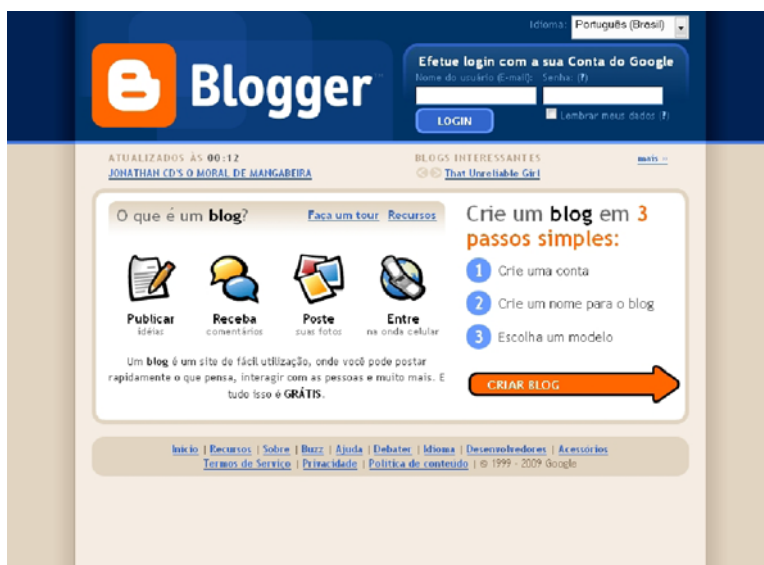 Idioma: Português (Brasil)
Blogger™
Efetue login com a sua Conta do Google
Nome do usuário (E-mail): Senha: (?)
LOGIN
Lembrar meus dados (?)
ATUALIZADOS ÀS 00:12
JONATHAN CD'S O MORAL DE MANGABEIRA
BLOGS INTERESSANTES
mais »
That Unreliable Girl
O que é um blog?
Faça um tour Recursos
Publicar
idéias
Receba
comentários
Poste
suas fotos
Entre
na onda celular
Um blog é um site de fácil utilização, onde você pode postar
rapidamente o que pensa, interagir com as pessoas e muito mais. E
tudo isso é GRÁTIS.
Crie um blog em 3
passos simples:
1 Crie uma conta
2 Crie um nome para o blog
3 Escolha um modelo
CRIAR BLOG
Início | Recursos | Sobre | Buzz | Ajuda | Debater | Idioma | Desenvolvedores | Acessórios
Termos de Serviço | Privacidade | Política de conteúdo | © 1999 - 2009 Google